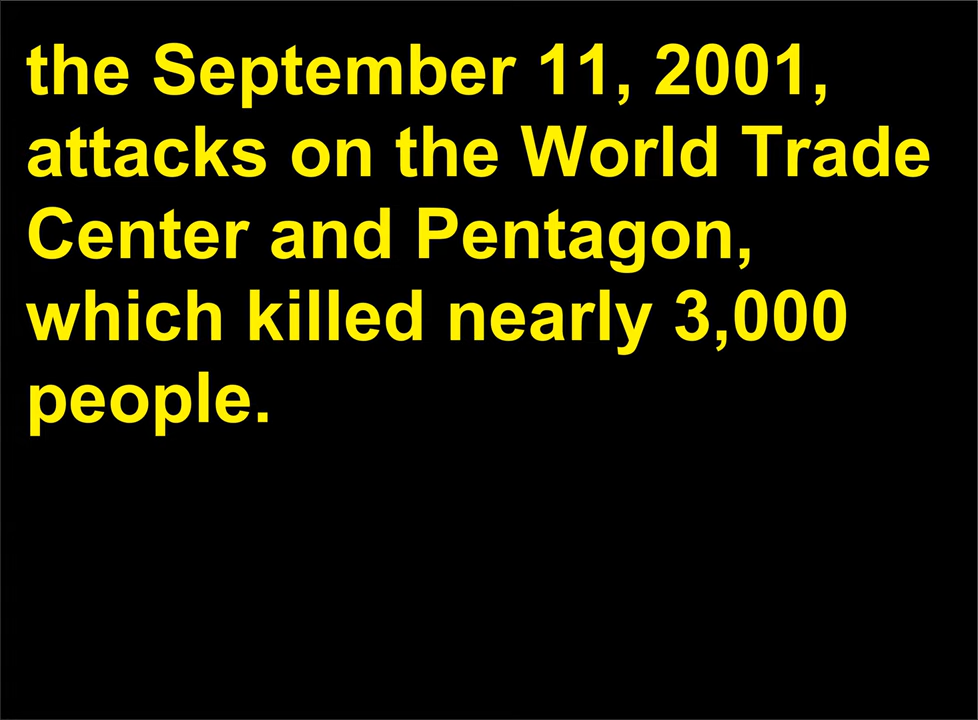 the September 11, 2001,
attacks on the World Trade
Center and Pentagon,
which killed nearly 3,000
people.